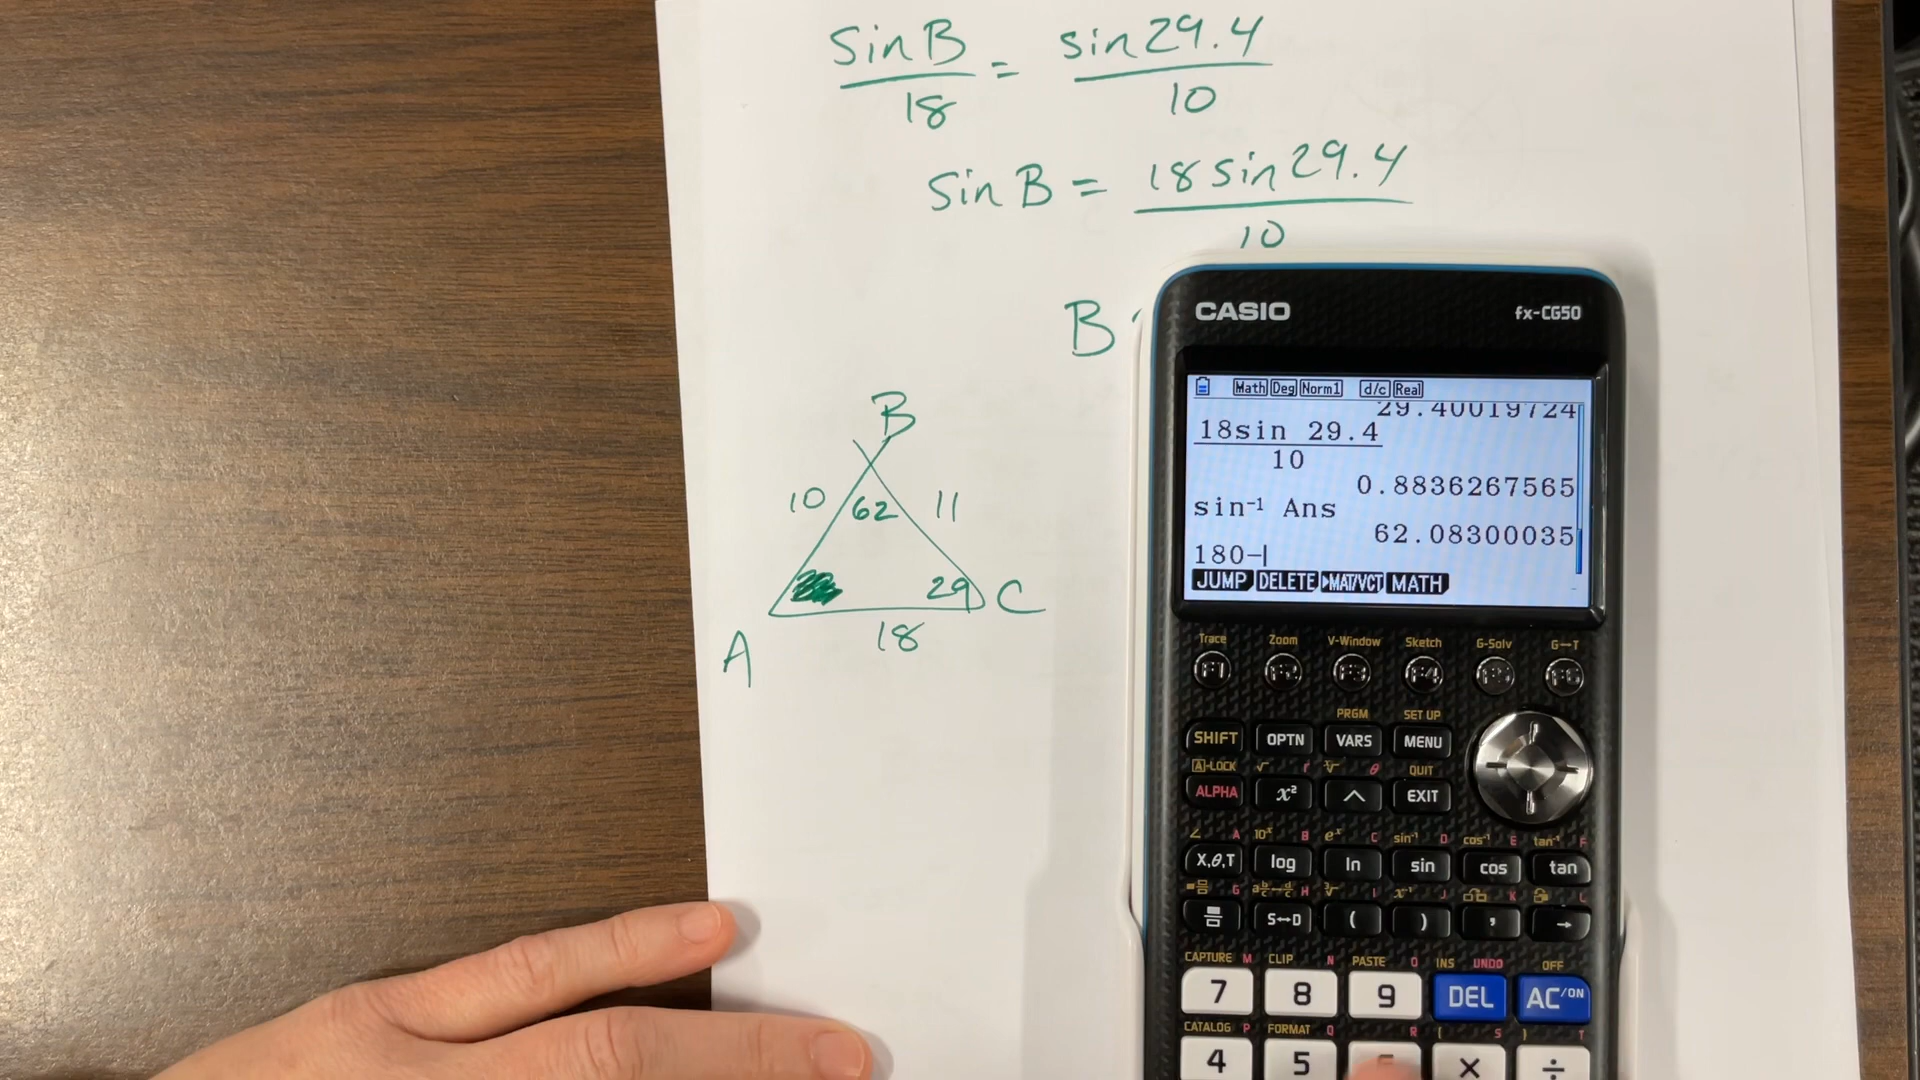 sin B / 18 = sin 29.4 / 10
sin B = 18 sin 29.4 / 10
B
B
10 62 11
29 C
A 18
CASIO fx-CG50
Math Deg Norm1 d/c Real
29.40019724
18sin 29.4
10
0.8836267565
sin⁻¹ Ans
62.08300035
180−
JUMP DELETE ▶MAT/VCT MATH
Trace Zoom V-Window Sketch G-Solv G↔T
F1 F2 F3 F4 F5 F6
PRGM SET UP
SHIFT OPTN VARS MENU
A-LOCK √ r θ QUIT
ALPHA x² ^ EXIT
∠ A 10ˣ B eˣ C sin⁻¹ D cos⁻¹ E tan⁻¹ F
X,θ,T log ln sin cos tan
G H I x⁻¹ J K L
S↔D ( ) , →
CAPTURE M CLIP N PASTE O INS UNDO OFF
7 8 9 DEL AC/ON
CATALOG P FORMAT Q R { S } T
4 5 × ÷